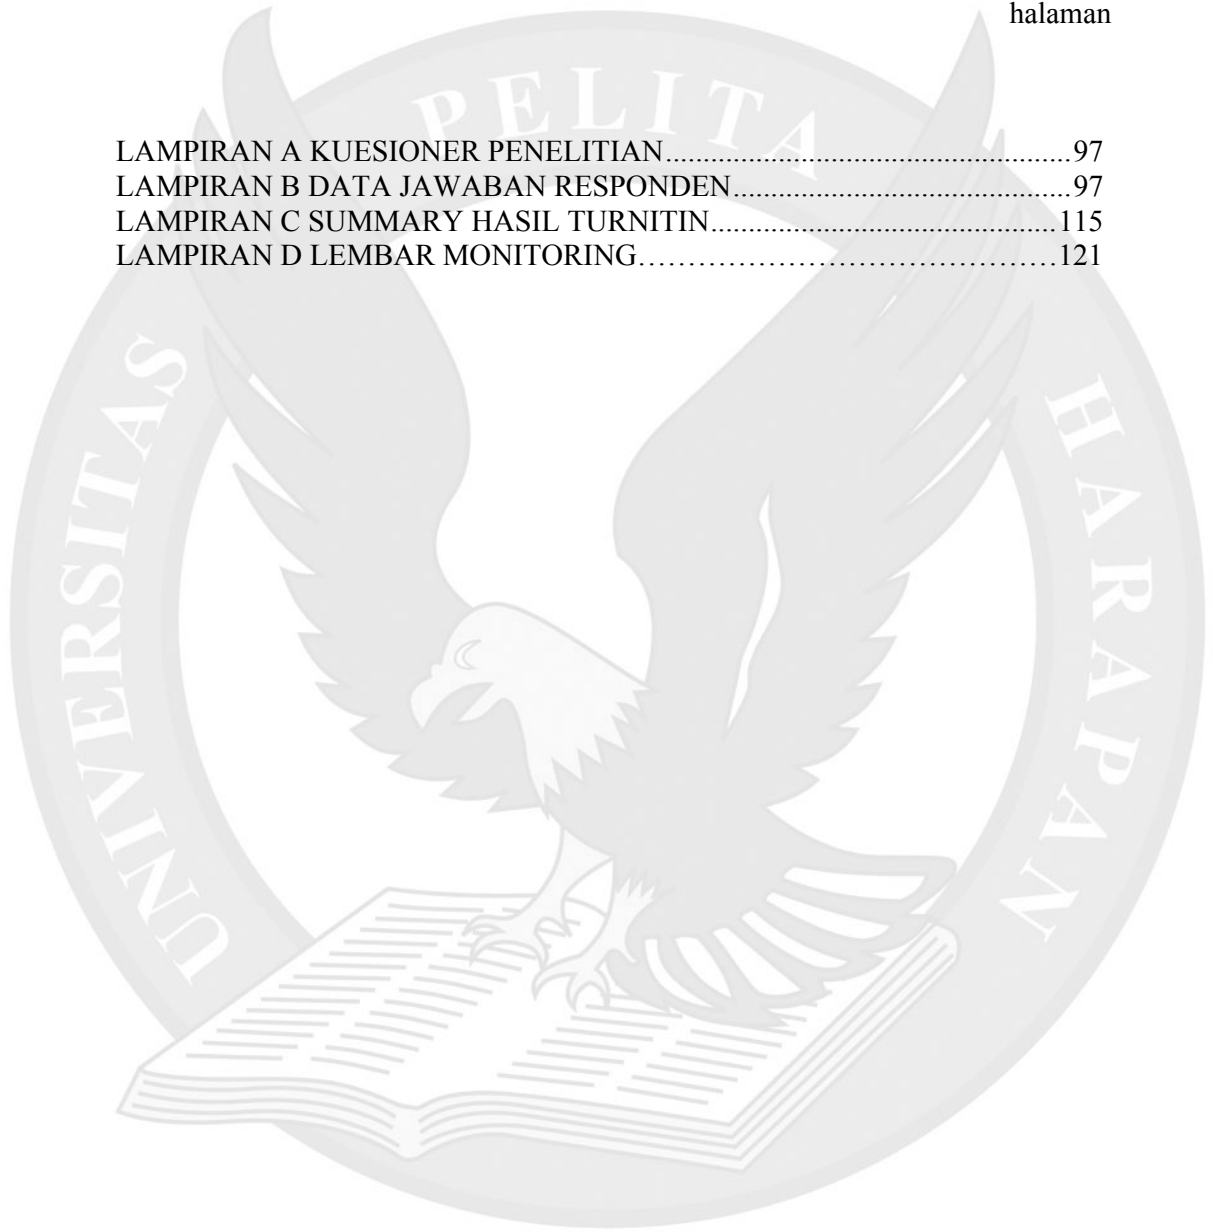 halaman
LAMPIRAN A KUESIONER PENELITIAN......................................................97
LAMPIRAN B DATA JAWABAN RESPONDEN.............................................97
LAMPIRAN C SUMMARY HASIL TURNITIN..............................................115
LAMPIRAN D LEMBAR MONITORING……………………………………121
UNIVERSITAS PELITA HARAPAN